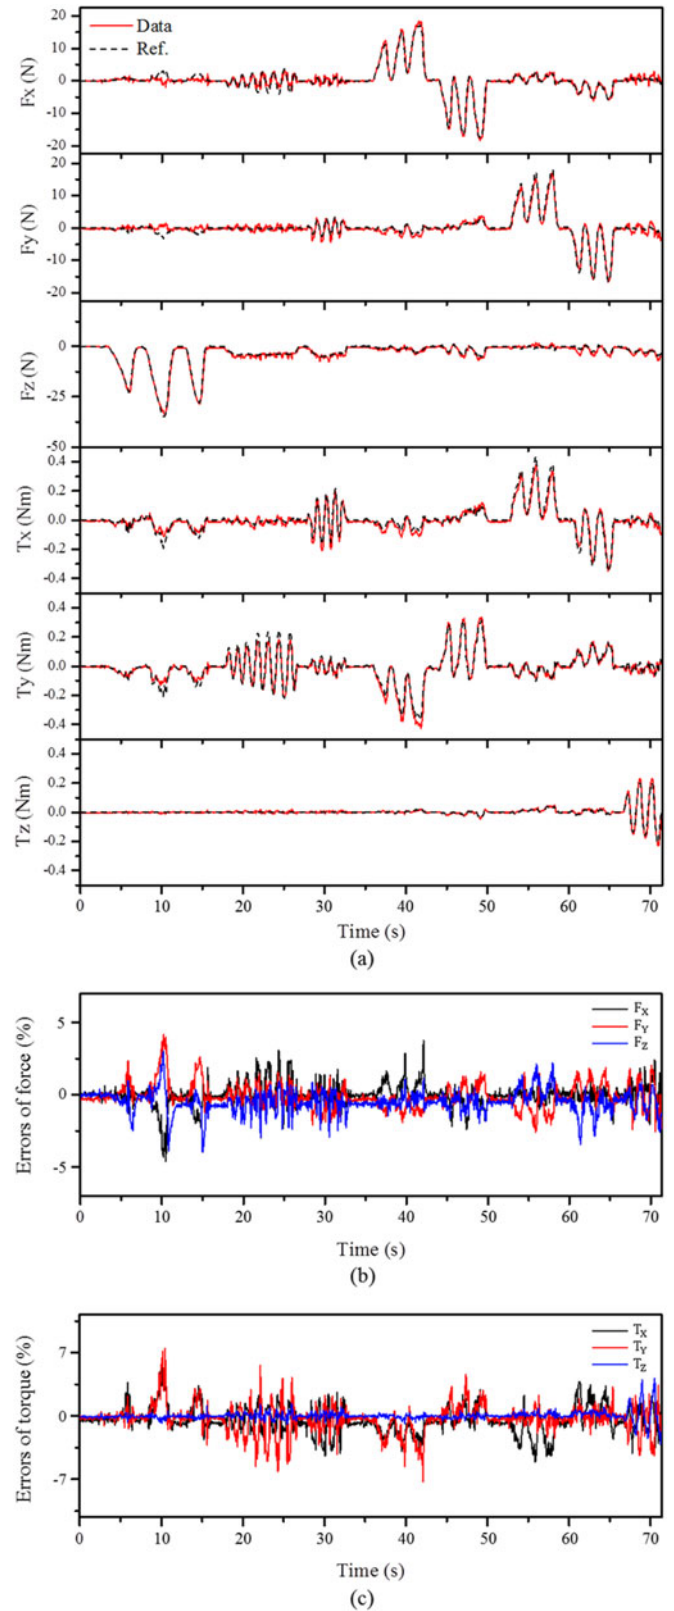 Data
Ref.
Fx (N)
20
10
0
-10
-20
Fy (N)
20
10
0
-10
-20
Fz (N)
0
-25
-50
Tx (Nm)
0.4
0.2
0.0
-0.2
-0.4
Ty (Nm)
0.4
0.2
0.0
-0.2
-0.4
Tz (Nm)
0.4
0.2
0.0
-0.2
-0.4
0 10 20 30 40 50 60 70
Time (s)
(a)
Errors of force (%)
5
0
-5
FX
FY
FZ
0 10 20 30 40 50 60 70
Time (s)
(b)
Errors of torque (%)
7
0
-7
TX
TY
TZ
0 10 20 30 40 50 60 70
Time (s)
(c)